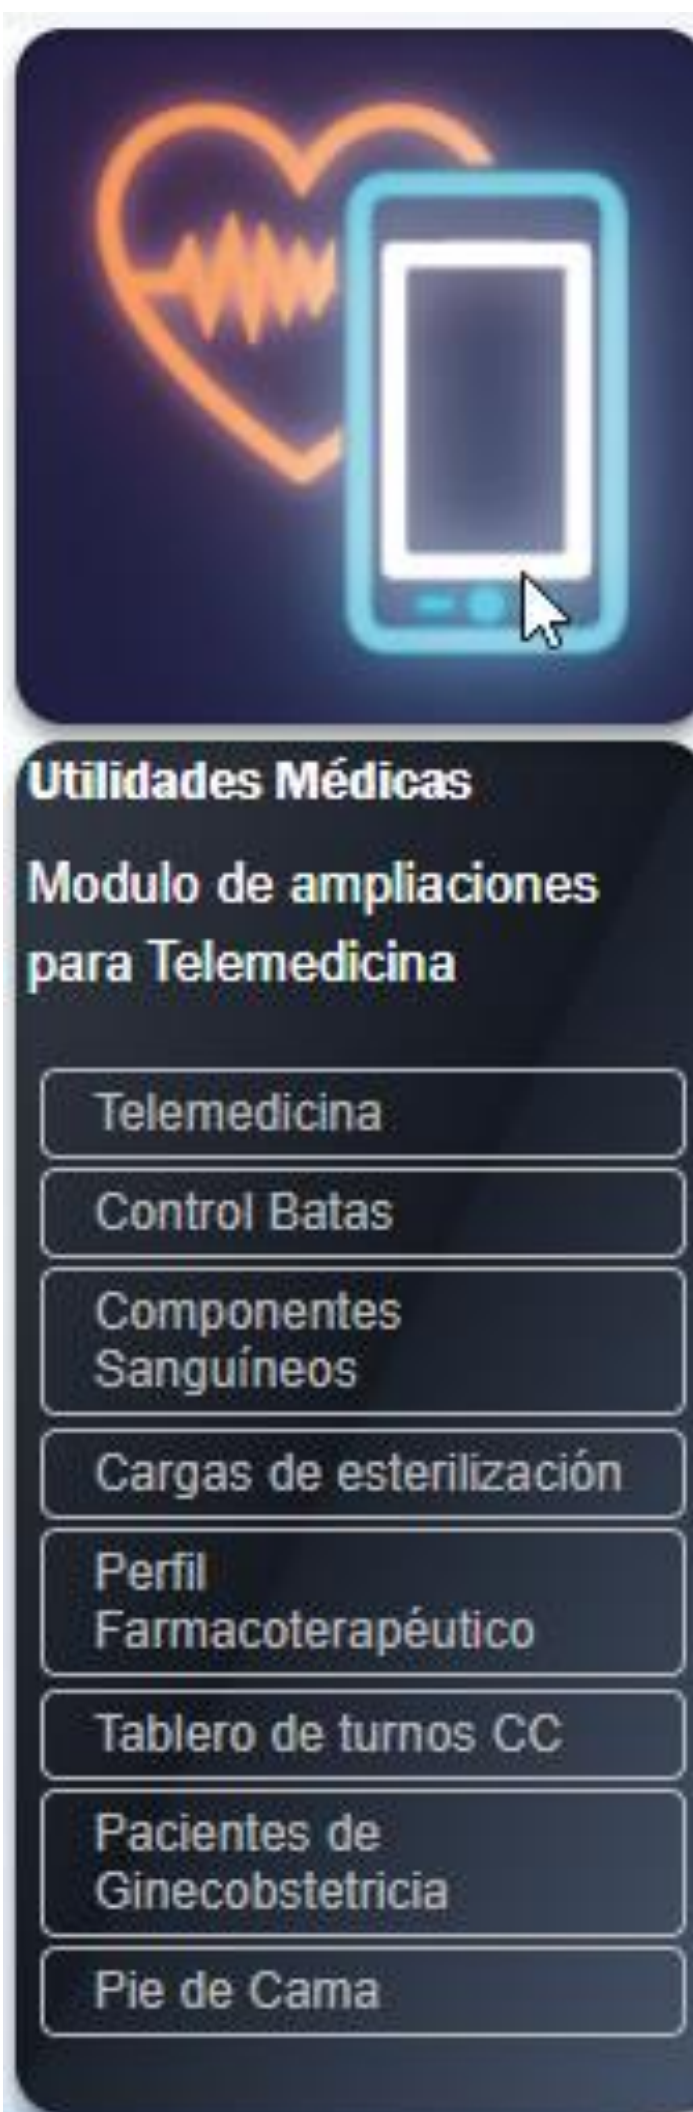 Utilidades Médicas
Modulo de ampliaciones
para Telemedicina
Telemedicina
Control Batas
Componentes
Sanguíneos
Cargas de esterilización
Perfil
Farmacoterapéutico
Tablero de turnos CC
Pacientes de
Ginecobstetricia
Pie de Cama